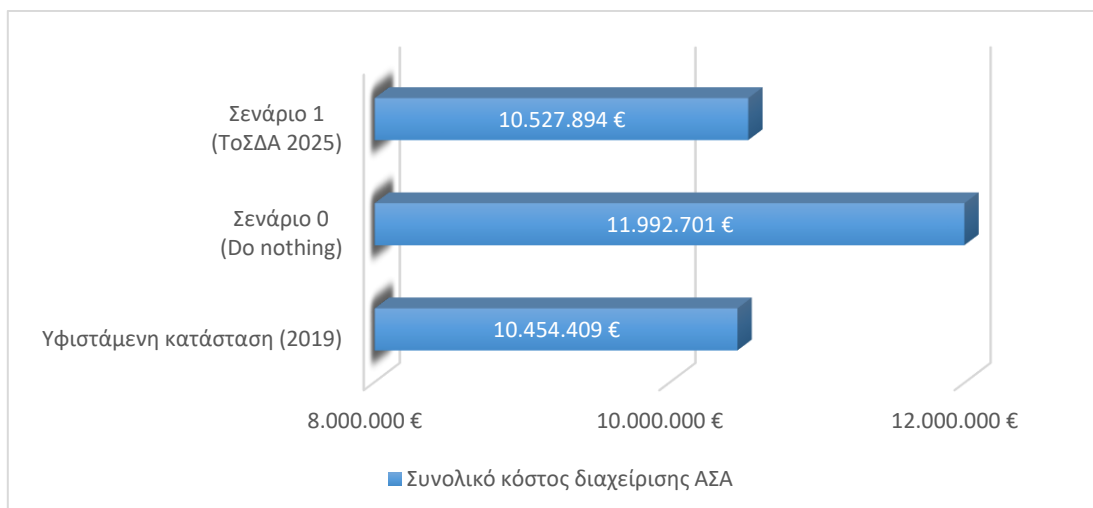 Σενάριο 1
(ΤοΣΔΑ 2025)
10.527.894 €
Σενάριο 0
(Do nothing)
11.992.701 €
Υφιστάμενη κατάσταση (2019)
10.454.409 €
8.000.000 € 10.000.000 € 12.000.000 €
Συνολικό κόστος διαχείρισης ΑΣΑ